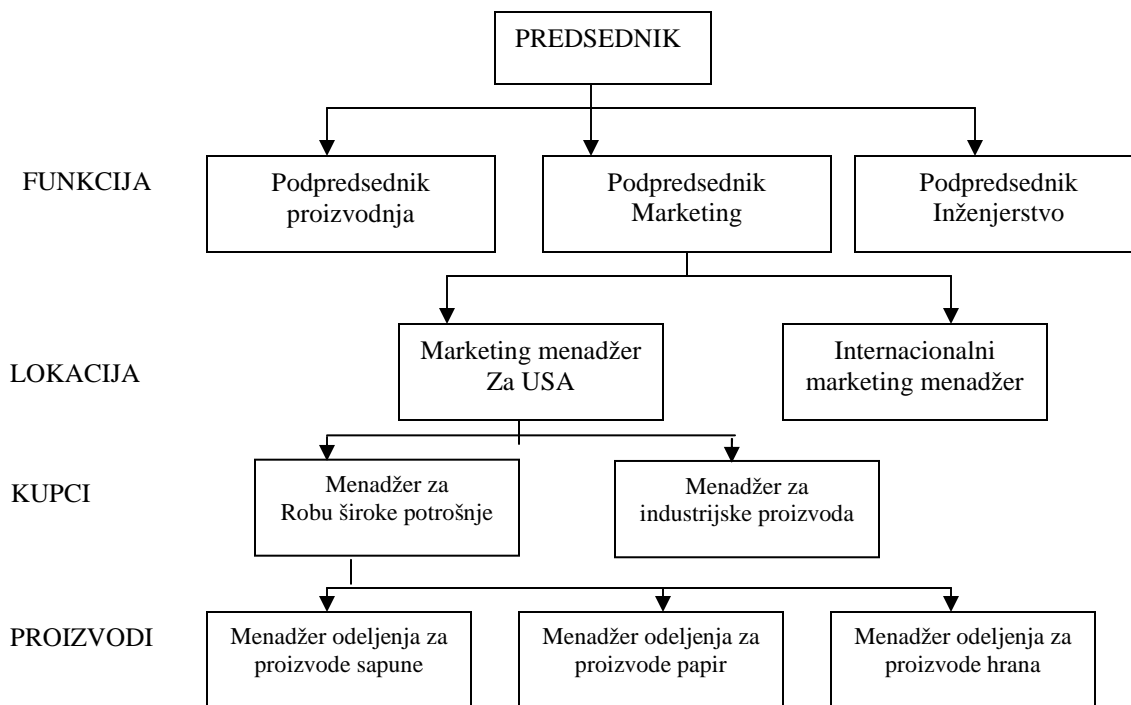 PREDSEDNIK
FUNKCIJA
Podpredsednik
proizvodnja
Podpredsednik
Marketing
Podpredsednik
Inženjerstvo
LOKACIJA
Marketing menadžer
Za USA
Internacionalni
marketing menadžer
KUPCI
Menadžer za
Robu široke potrošnje
Menadžer za
industrijske proizvoda
PROIZVODI
Menadžer odeljenja za
proizvode sapune
Menadžer odeljenja za
proizvode papir
Menadžer odeljenja za
proizvode hrana